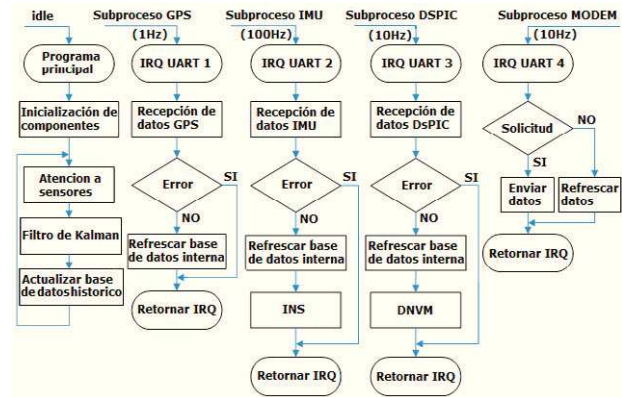 idle
Programa
principal
Inicialización de
componentes
Atencion a
sensores
Filtro de Kalman
Actualizar base
de datos historico
Subproceso GPS
(1Hz)
IRQ UART 1
Recepción de
datos GPS
Error
SI
NO
Refrescar base
de datos interna
Retornar IRQ
Subproceso IMU
(100Hz)
IRQ UART 2
Recepción de
datos IMU
Error
SI
NO
Refrescar base
de datos interna
INS
Retornar IRQ
Subproceso DSPIC
(10Hz)
IRQ UART 3
Recepción de
datos DsPIC
Error
SI
NO
Refrescar base
de datos interna
DNVM
Retornar IRQ
Subproceso MODEM
(10Hz)
IRQ UART 4
Solicitud
NO
SI
Enviar
datos
Refrescar
datos
Retornar IRQ